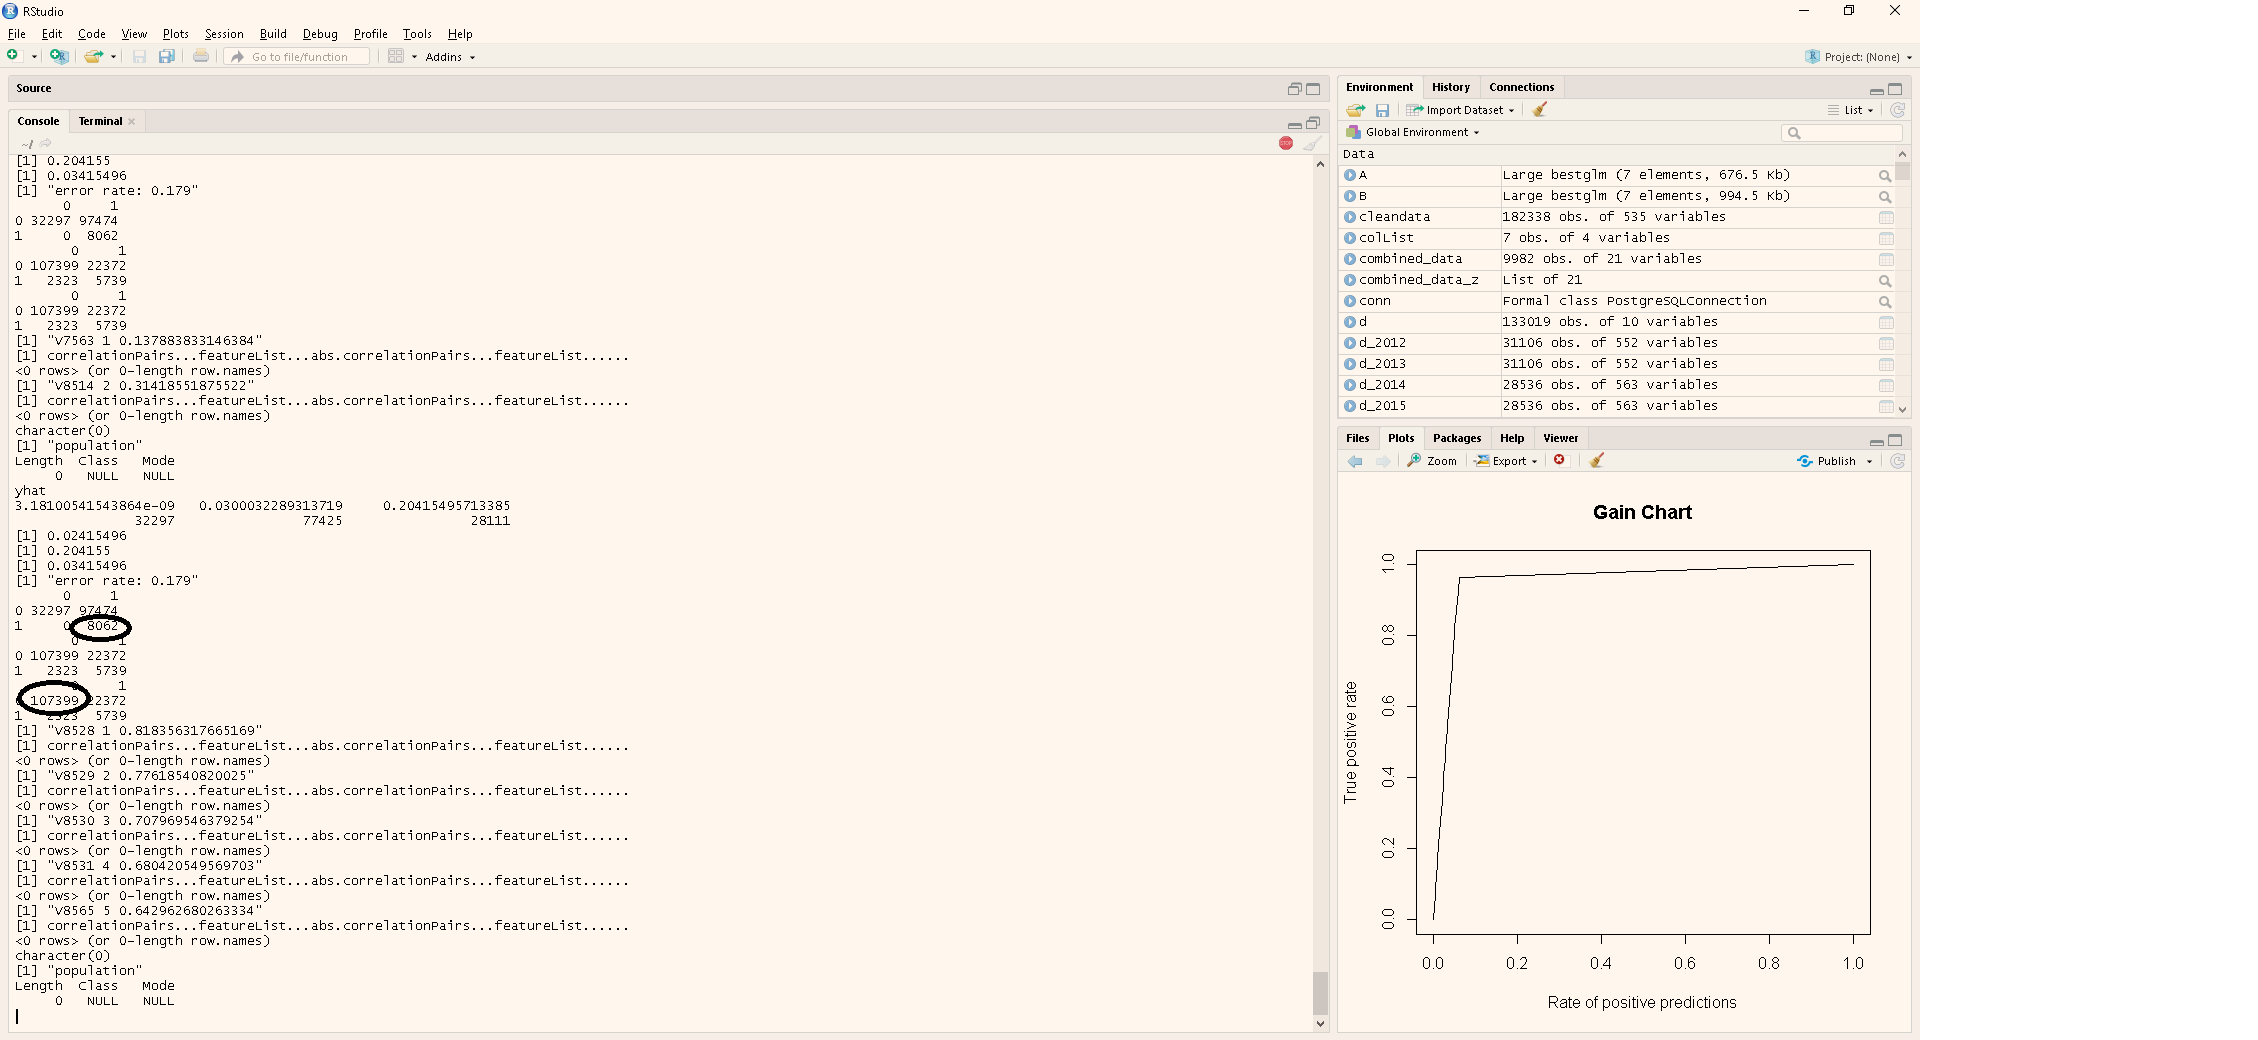 RStudio
File Edit Code View Plots Session Build Debug Profile Tools Help
Go to file/function Addins Project: (None)
Source
Console Terminal
~/
[1] 0.204155
[1] 0.03415496
[1] "error rate: 0.179"
0 1
0 32297 97474
1 0 8062
0 1
0 107399 22372
1 2323 5739
0 1
0 107399 22372
1 2323 5739
[1] "V7563 1 0.137883833146384"
[1] correlationPairs...featureList...abs.correlationPairs...featureList......
<0 rows> (or 0-length row.names)
[1] "V8514 2 0.31418551875522"
[1] correlationPairs...featureList...abs.correlationPairs...featureList......
<0 rows> (or 0-length row.names)
character(0)
[1] "population"
Length Class Mode
0 NULL NULL
yhat
3.18100541543864e-09 0.0300032289313719 0.20415495713385
32297 77425 28111
[1] 0.02415496
[1] 0.204155
[1] 0.03415496
[1] "error rate: 0.179"
0 1
0 32297 97474
1 0 8062
0 1
0 107399 22372
1 2323 5739
0 1
0 107399 22372
1 2323 5739
[1] "V8528 1 0.818356317665169"
[1] correlationPairs...featureList...abs.correlationPairs...featureList......
<0 rows> (or 0-length row.names)
[1] "V8529 2 0.77618540820025"
[1] correlationPairs...featureList...abs.correlationPairs...featureList......
<0 rows> (or 0-length row.names)
[1] "V8530 3 0.707969546379254"
[1] correlationPairs...featureList...abs.correlationPairs...featureList......
<0 rows> (or 0-length row.names)
[1] "V8531 4 0.680420549569703"
[1] correlationPairs...featureList...abs.correlationPairs...featureList......
<0 rows> (or 0-length row.names)
[1] "V8565 5 0.642962680263334"
[1] correlationPairs...featureList...abs.correlationPairs...featureList......
<0 rows> (or 0-length row.names)
character(0)
[1] "population"
Length Class Mode
0 NULL NULL
Environment History Connections
Import Dataset List
Global Environment
Data
A Large bestglm (7 elements, 676.5 Kb)
B Large bestglm (7 elements, 994.5 Kb)
cleandata 182338 obs. of 535 variables
colList 7 obs. of 4 variables
combined_data 9982 obs. of 21 variables
combined_data_z List of 21
conn Formal class PostgreSQLConnection
d 133019 obs. of 10 variables
d_2012 31106 obs. of 552 variables
d_2013 31106 obs. of 552 variables
d_2014 28536 obs. of 563 variables
d_2015 28536 obs. of 563 variables
Files Plots Packages Help Viewer
Zoom Export Publish
Gain Chart
True positive rate
1.0
0.8
0.6
0.4
0.2
0.0
0.0 0.2 0.4 0.6 0.8 1.0
Rate of positive predictions